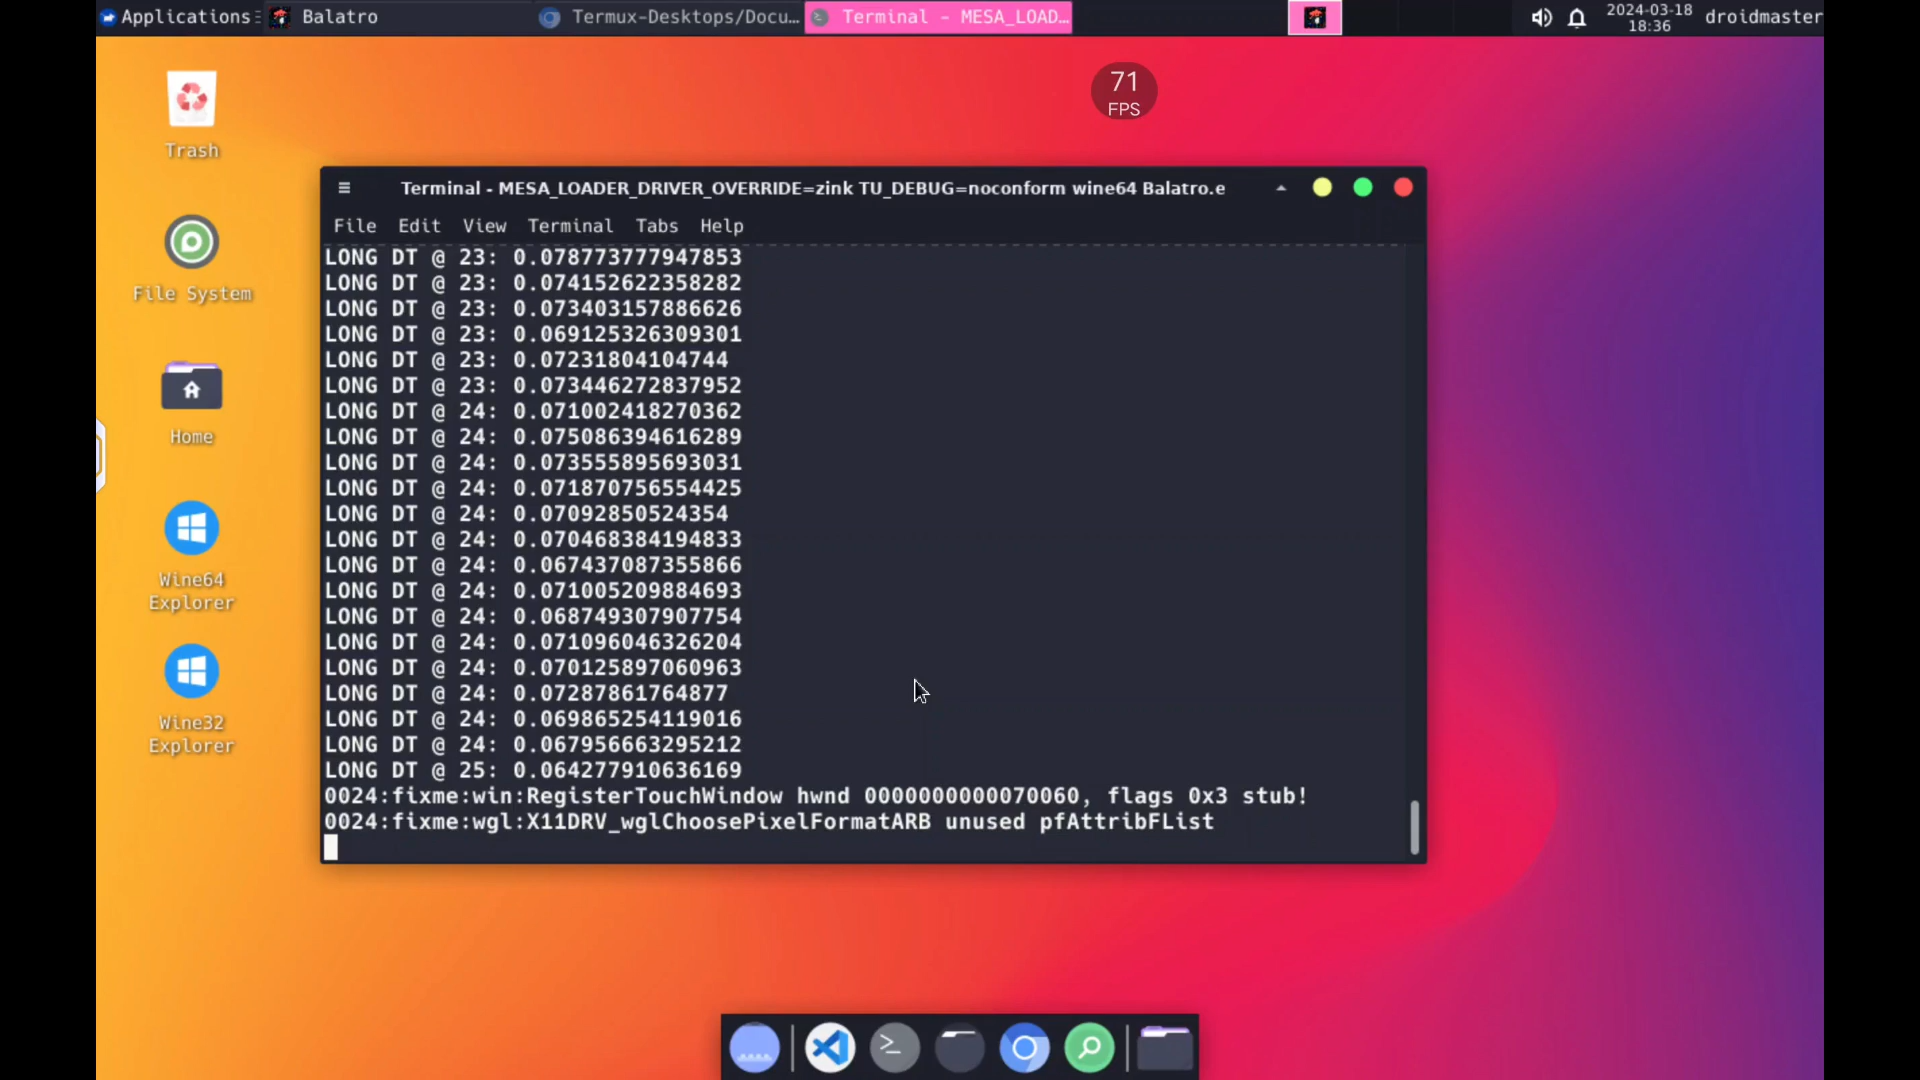 Applications
Balatro
Termux-Desktops/Docu...
Terminal - MESA_LOAD...
2024-03-18
18:36
droidmaster
71
FPS
Trash
File System
Home
Wine64
Explorer
Wine32
Explorer
Terminal - MESA_LOADER_DRIVER_OVERRIDE=zink TU_DEBUG=noconform wine64 Balatro.e
File Edit View Terminal Tabs Help
LONG DT @ 23: 0.078773777947853
LONG DT @ 23: 0.074152622358282
LONG DT @ 23: 0.073403157886626
LONG DT @ 23: 0.069125326309301
LONG DT @ 23: 0.07231804104744
LONG DT @ 23: 0.073446272837952
LONG DT @ 24: 0.071002418270362
LONG DT @ 24: 0.075086394616289
LONG DT @ 24: 0.073555895693031
LONG DT @ 24: 0.071870756554425
LONG DT @ 24: 0.07092850524354
LONG DT @ 24: 0.070468384194833
LONG DT @ 24: 0.067437087355866
LONG DT @ 24: 0.071005209884693
LONG DT @ 24: 0.068749307907754
LONG DT @ 24: 0.071096046326204
LONG DT @ 24: 0.070125897060963
LONG DT @ 24: 0.07287861764877
LONG DT @ 24: 0.069865254119016
LONG DT @ 24: 0.067956663295212
LONG DT @ 25: 0.064277910636169
0024:fixme:win:RegisterTouchWindow hwnd 0000000000070060, flags 0x3 stub!
0024:fixme:wgl:X11DRV_wglChoosePixelFormatARB unused pfAttribFList